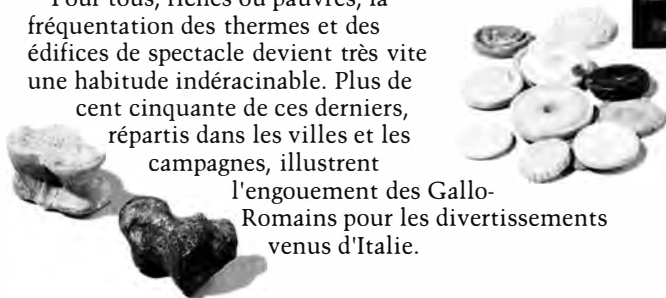 Pour tous, riches ou pauvres, la
fréquentation des thermes et des
édifices de spectacle devient très vite
une habitude indéracinable. Plus de
cent cinquante de ces derniers,
répartis dans les villes et les
campagnes, illustrent
l'engouement des Gallo-
Romains pour les divertissements
venus d'Italie.